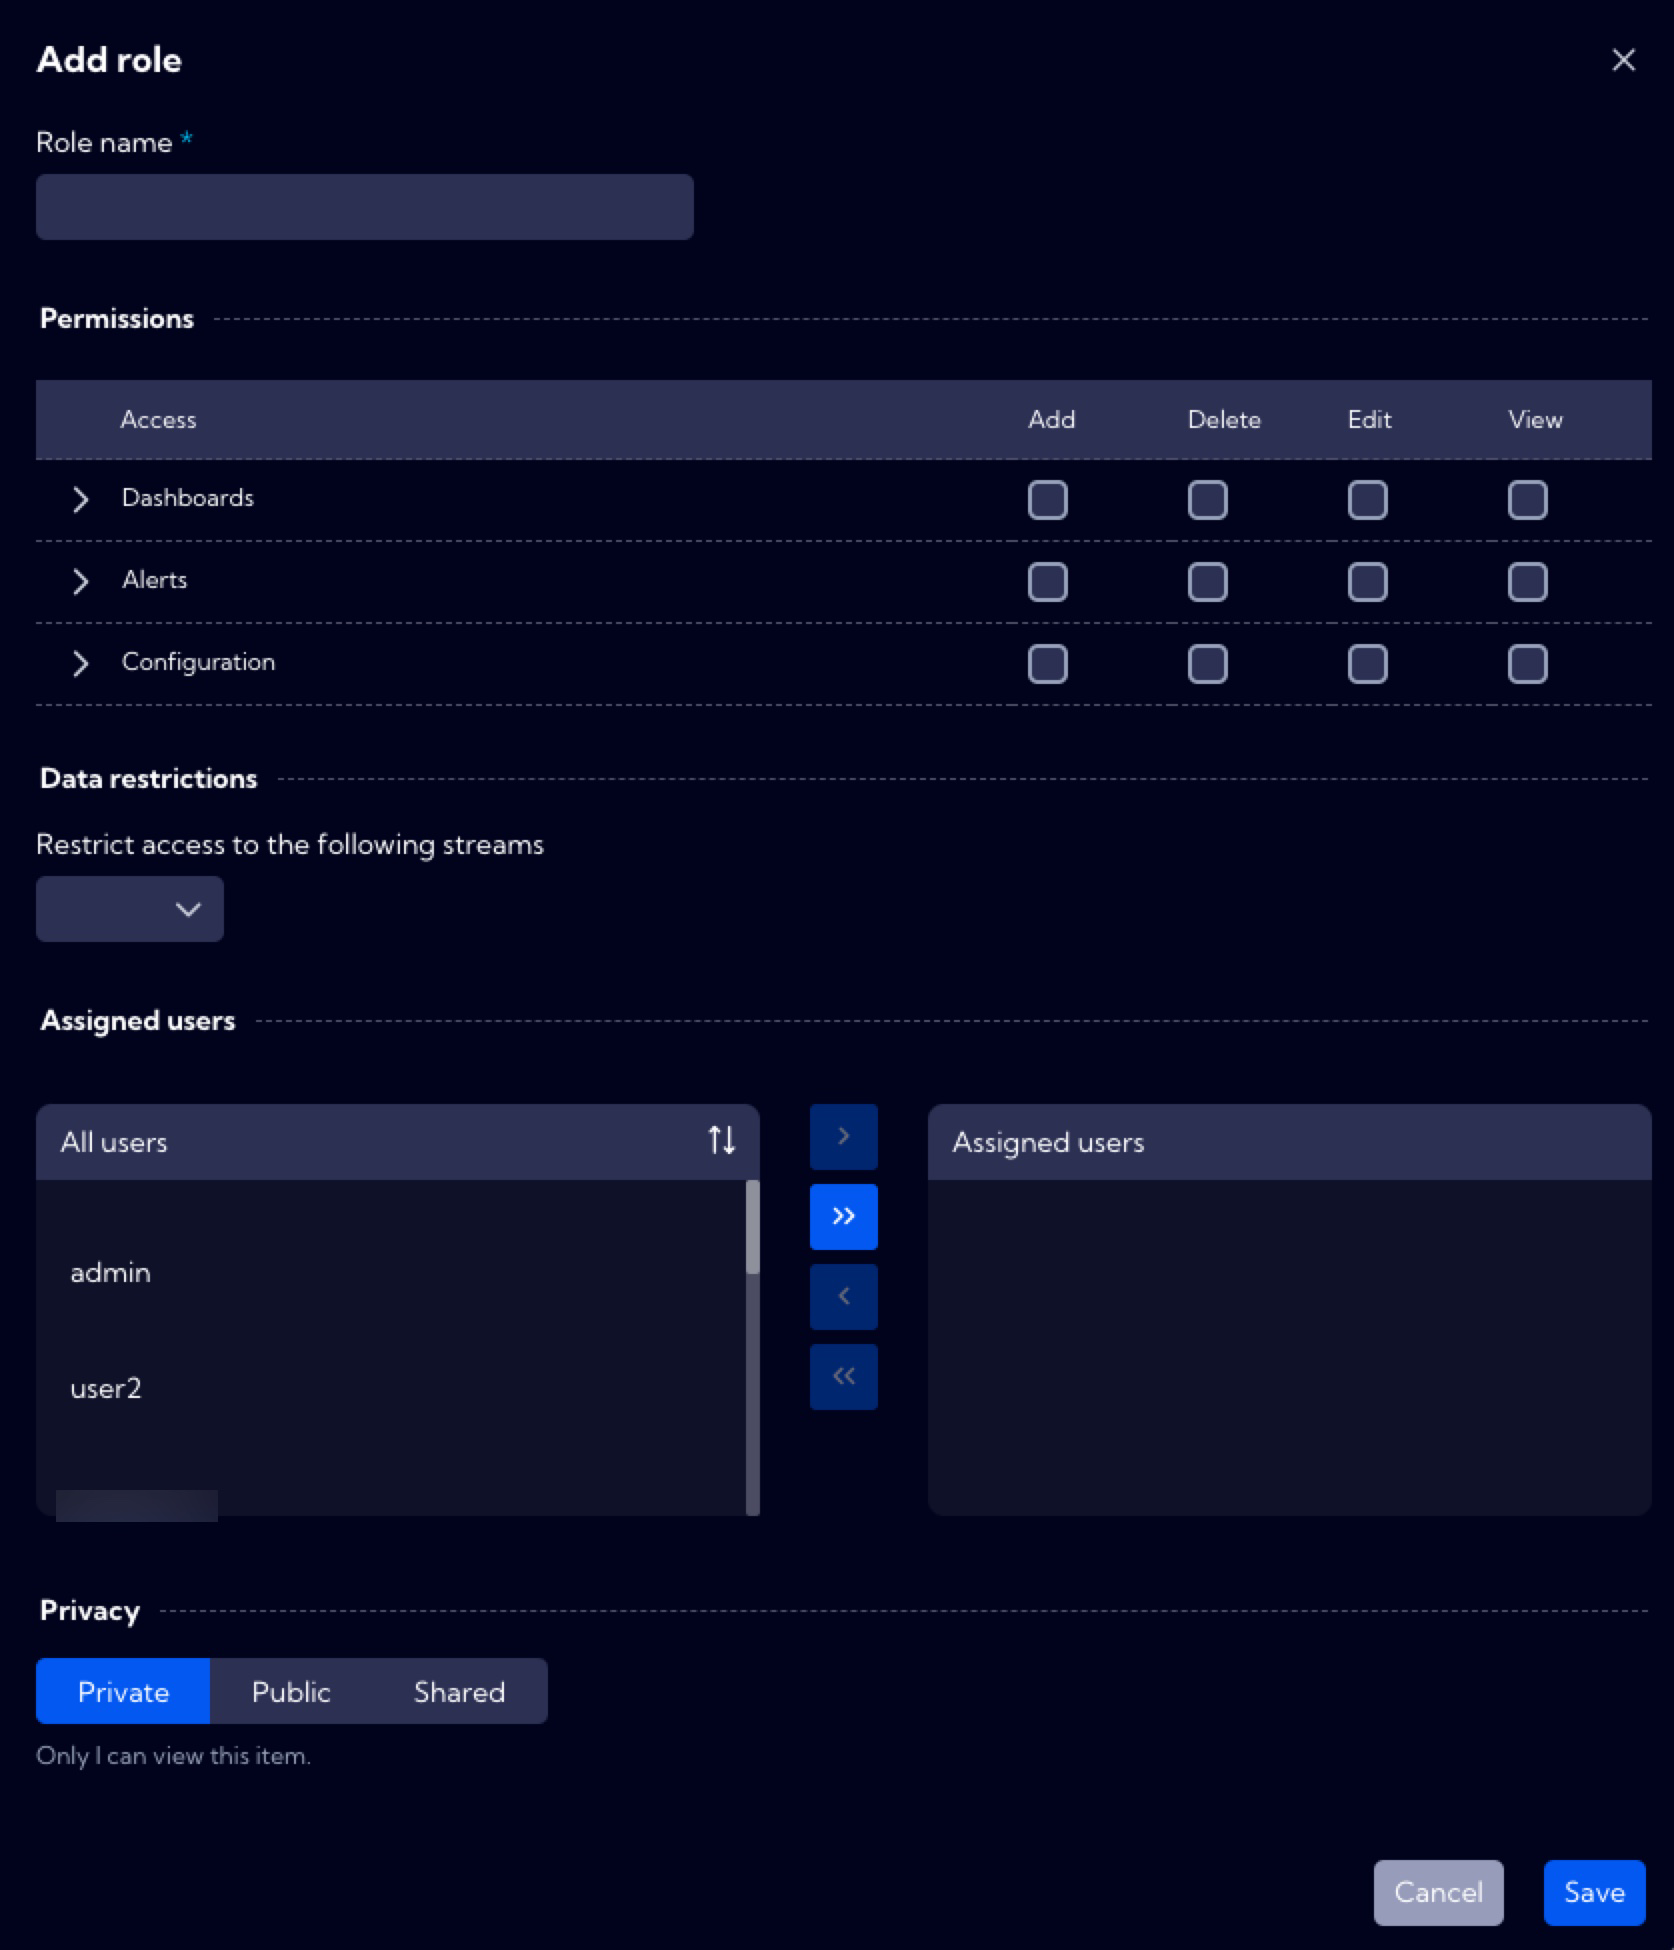 Add role
Role name *
Permissions
Access Add Delete Edit View
Dashboards
Alerts
Configuration
Data restrictions
Restrict access to the following streams
Assigned users
All users
Assigned users
admin
user2
Privacy
Private Public Shared
Only I can view this item.
Cancel Save